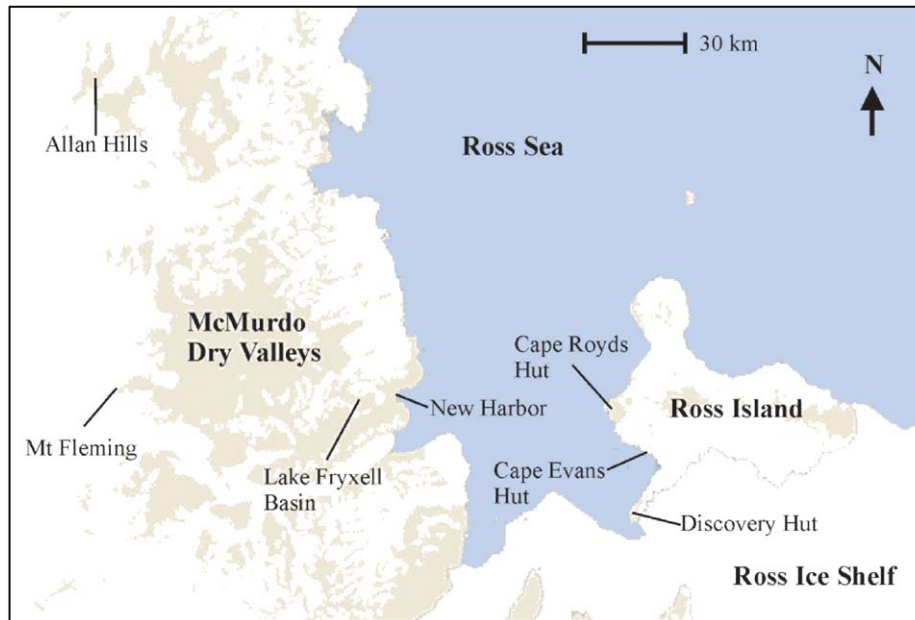 30 km
N
Allan Hills
Ross Sea
McMurdo
Dry Valleys
Cape Royds
Hut
Ross Island
New Harbor
Mt Fleming
Lake Fryxell
Basin
Cape Evans
Hut
Discovery Hut
Ross Ice Shelf